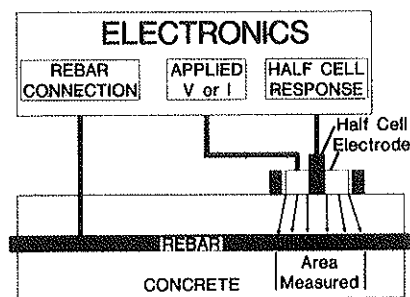 ELECTRONICS
REBAR
CONNECTION
APPLIED
V or I
HALF CELL
RESPONSE
Half Cell
Electrode
REBAR
Area
Measured
CONCRETE